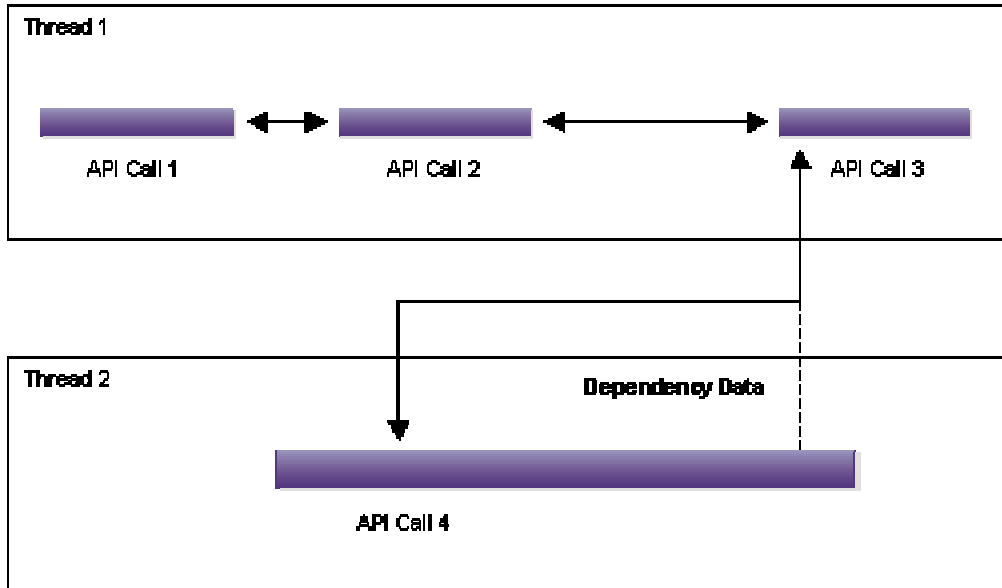 Thread 1
API Call 1
API Call 2
API Call 3
Thread 2
Dependency Data
API Call 4